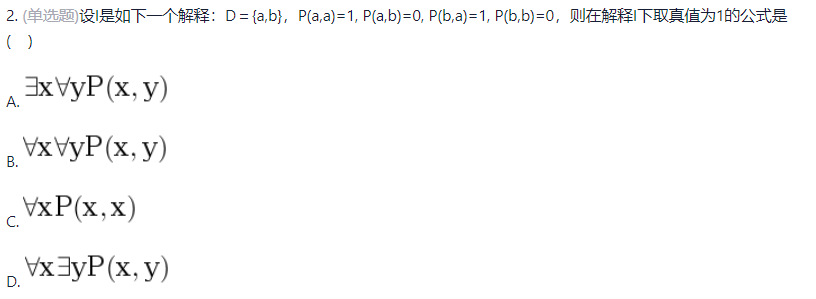 2. (单选题)设I是如下一个解释：D = {a,b}，P(a,a)=1, P(a,b)=0, P(b,a)=1, P(b,b)=0，则在解释I下取真值为1的公式是
( )
A. ∃x∀yP(x, y)
B. ∀x∀yP(x, y)
C. ∀xP(x,x)
D. ∀x∃yP(x, y)